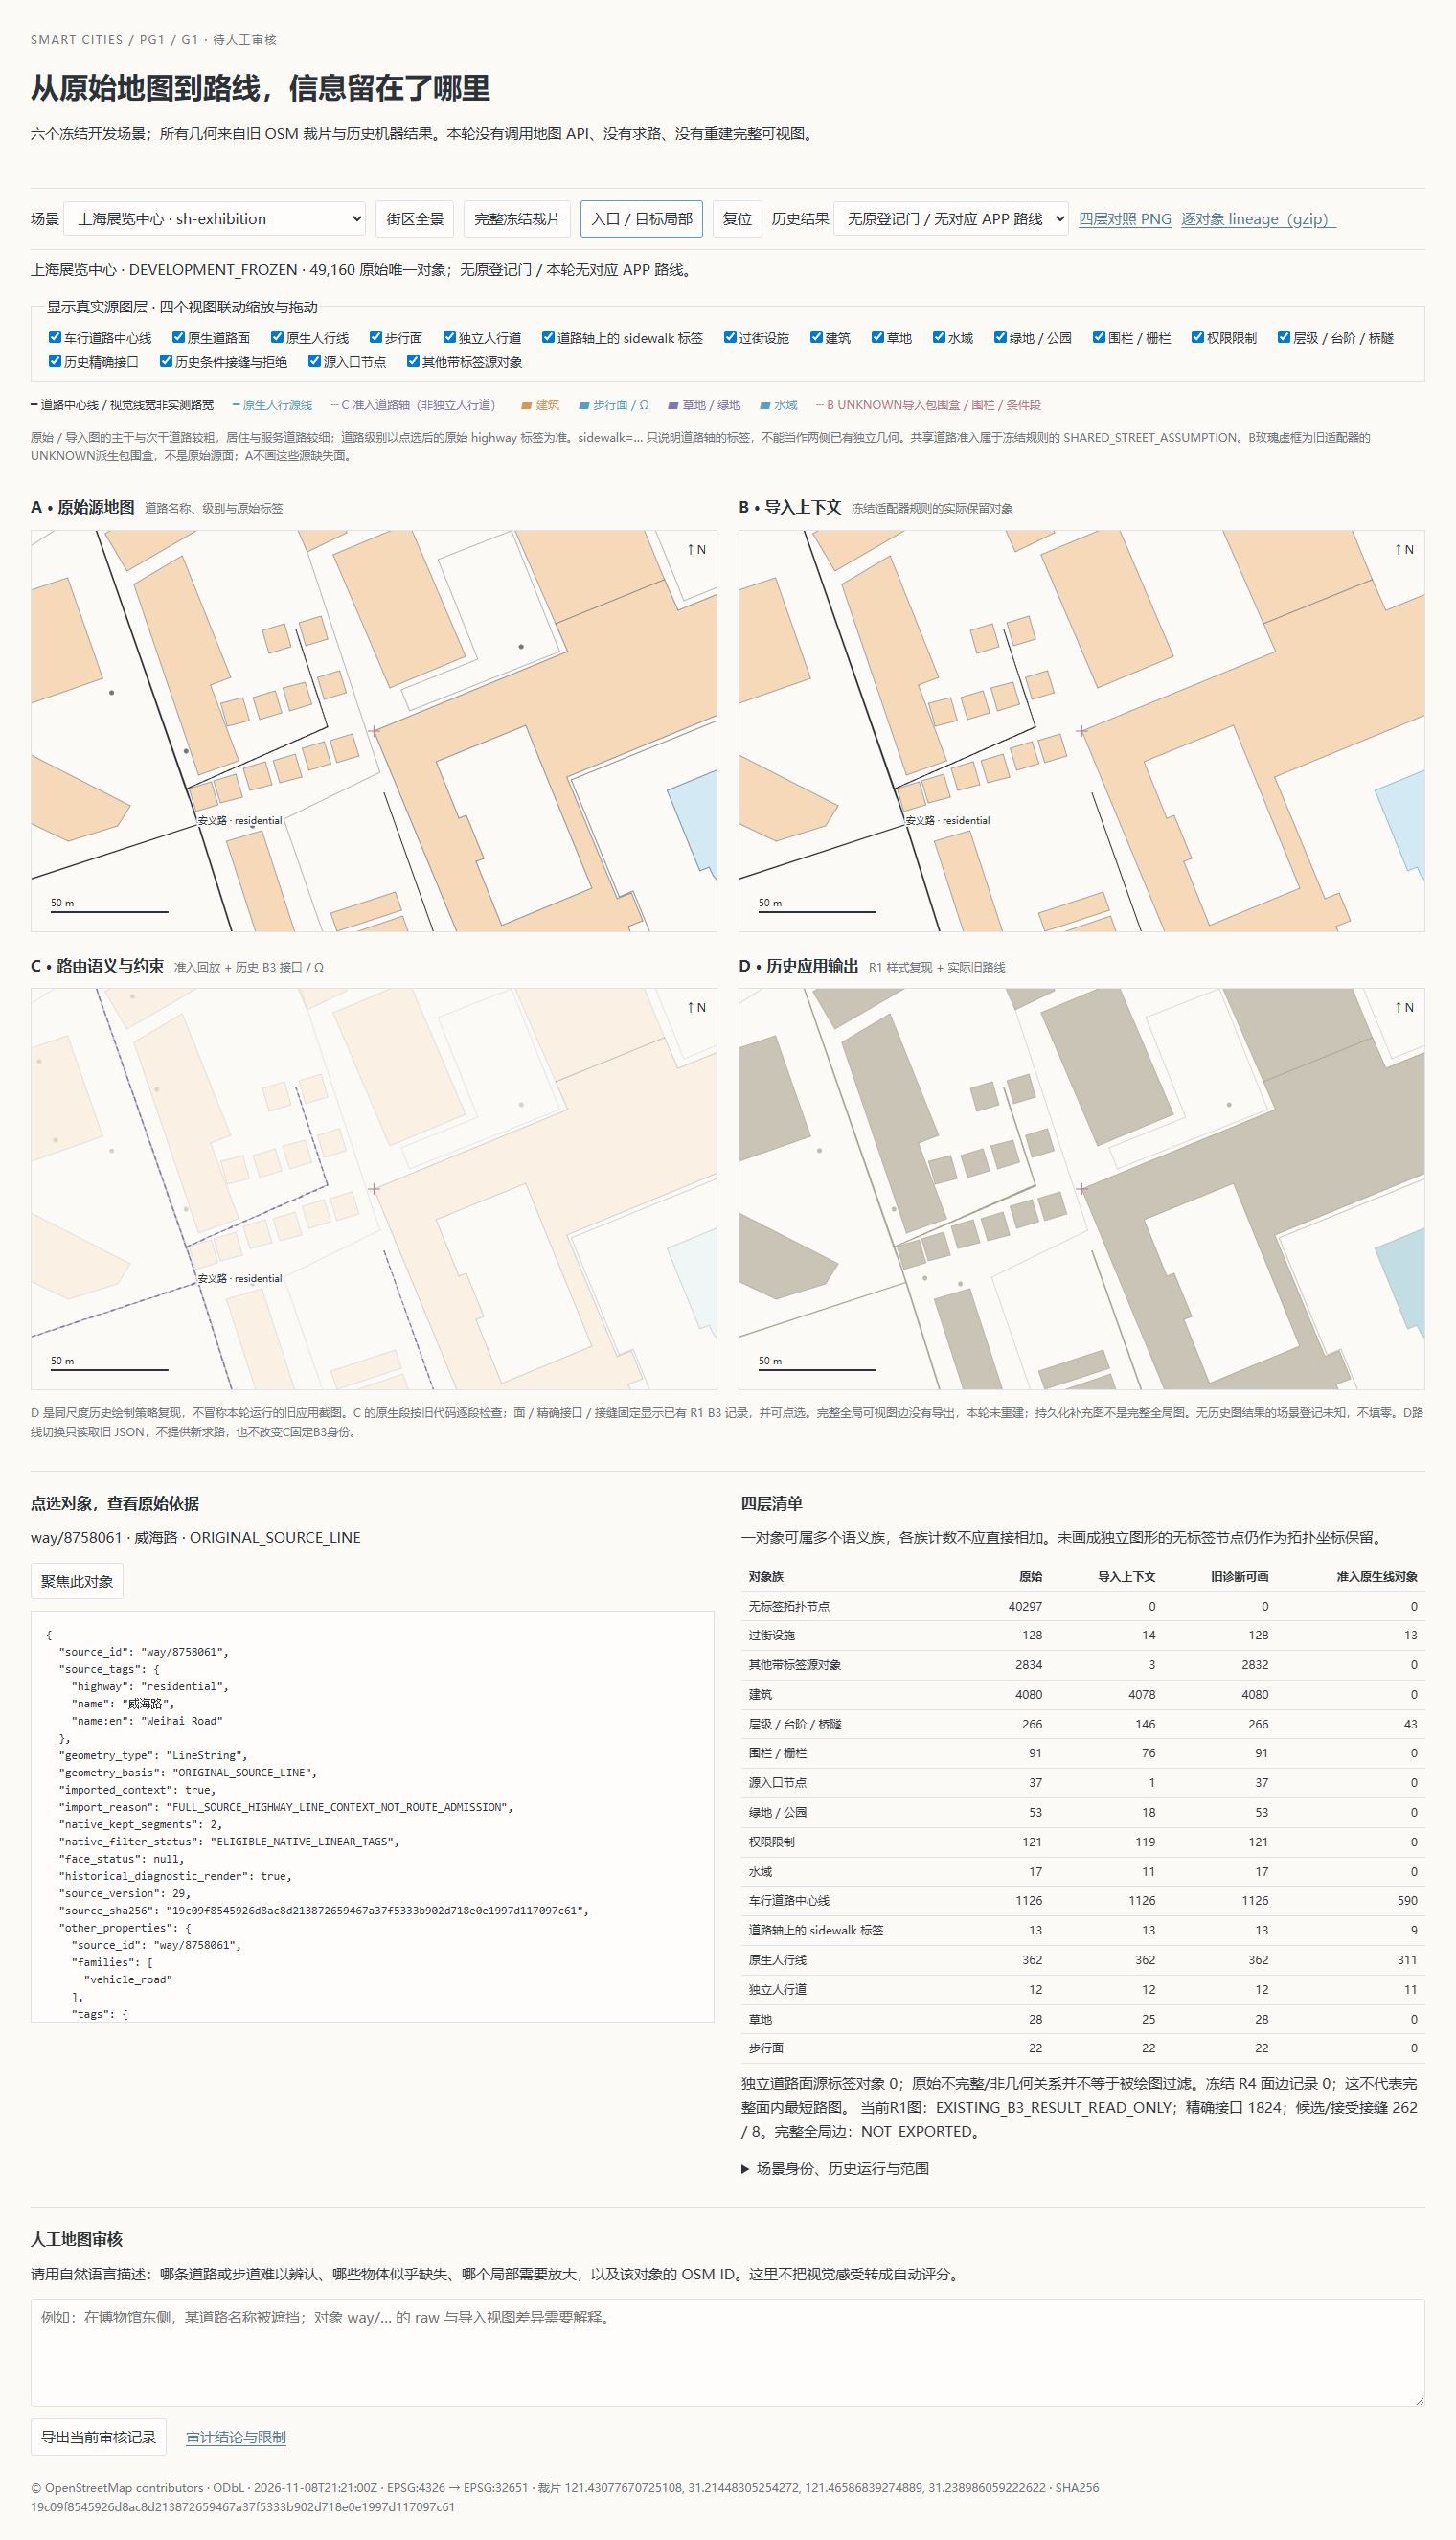 SMART CITIES / PG1 / G1 · 待人工审核
从原始地图到路线，信息留在了哪里
六个冻结开发场景；所有几何来自旧 OSM 裁片与历史机器结果。本轮没有调用地图 API、没有求路、没有重建完整可视图。
场景 上海展览中心 · sh-exhibition 街区全景 完整冻结裁片 入口 / 目标局部 复位 历史结果 无原登记门 / 无对应 APP 路线 四层对照 PNG 逐对象 lineage（gzip）
上海展览中心 · DEVELOPMENT_FROZEN · 49,160 原始唯一对象；无原登记门 / 本轮无对应 APP 路线。
显示真实源图层 · 四个视图联动缩放与拖动
车行道路中心线 原生道路面 原生人行线 步行面 独立人行道 道路轴上的 sidewalk 标签 过街设施 建筑 草地 水域 绿地 / 公园 围栏 / 栅栏 权限限制 层级 / 台阶 / 桥隧
历史精确接口 历史条件接缝与拒绝 源入口节点 其他带标签源对象
道路中心线 / 视觉线宽非实测路宽 原生人行源线 C 准入道路轴（非独立人行道） 建筑 步行面 / Ω 草地 / 绿地 水域 B UNKNOWN导入包围盒 / 围栏 / 条件段
原始 / 导入图的主干与次干道路较粗，居住与服务道路较细；道路级别以点选后的原始 highway 标签为准。sidewalk=... 只说明道路轴的标签，不能当作两侧已有独立几何。共享道路准入属于冻结规则的 SHARED_STREET_ASSUMPTION。B玫瑰虚框为旧适配器的
UNKNOWN派生包围盒，不是原始源面；A不画这些源缺失面。
A • 原始源地图 道路名称、级别与原始标签
B • 导入上下文 冻结适配器规则的实际保留对象
↑ N
安义路 · residential
50 m
↑ N
安义路 · residential
50 m
C • 路由语义与约束 准入回放 + 历史 B3 接口 / Ω
D • 历史应用输出 R1 样式复现 + 实际旧路线
↑ N
安义路 · residential
50 m
↑ N
50 m
D 是同尺度历史绘制策略复现，不冒称本轮运行的旧应用截图。C 的原生段按旧代码逐段检查；面 / 精确接口 / 接缝固定显示已有 R1 B3 记录，并可点选。完整全局可视图边没有导出，本轮未重建；持久化补充图不是完整全局图。无历史图结果的场景登记未知，不填零。D路
线切换只读取旧 JSON，不提供新求路，也不改变C固定B3身份。
点选对象，查看原始依据
way/8758061 · 威海路 · ORIGINAL_SOURCE_LINE
聚焦此对象
{
"source_id": "way/8758061",
"source_tags": {
"highway": "residential",
"name": "威海路",
"name:en": "Weihai Road"
},
"geometry_type": "LineString",
"geometry_basis": "ORIGINAL_SOURCE_LINE",
"imported_context": true,
"import_reason": "FULL_SOURCE_HIGHWAY_LINE_CONTEXT_NOT_ROUTE_ADMISSION",
"native_kept_segments": 2,
"native_filter_status": "ELIGIBLE_NATIVE_LINEAR_TAGS",
"face_status": null,
"historical_diagnostic_render": true,
"source_version": 29,
"source_sha256": "19c09f8545926d8ac8d213872659467a37f5333b902d718e0e1997d117097c61",
"other_properties": {
"source_id": "way/8758061",
"families": [
"vehicle_road"
],
"tags": {
四层清单
一对象可属多个语义族，各族计数不应直接相加。未画成独立图形的无标签节点仍作为拓扑坐标保留。
对象族 原始 导入上下文 旧诊断可画 准入原生线对象
无标签拓扑节点 40297 0 0 0
过街设施 128 14 128 13
其他带标签源对象 2834 3 2832 0
建筑 4080 4078 4080 0
层级 / 台阶 / 桥隧 266 146 266 43
围栏 / 栅栏 91 76 91 0
源入口节点 37 1 37 0
绿地 / 公园 53 18 53 0
权限限制 121 119 121 0
水域 17 11 17 0
车行道路中心线 1126 1126 1126 590
道路轴上的 sidewalk 标签 13 13 13 9
原生人行线 362 362 362 311
独立人行道 12 12 12 11
草地 28 25 28 0
步行面 22 22 22 0
独立道路面源标签对象 0；原始不完整/非几何关系并不等于被绘图过滤。冻结 R4 面边记录 0；这不代表完
整面内最短路图。 当前R1图：EXISTING_B3_RESULT_READ_ONLY；精确接口 1824；候选/接受接缝 262
/ 8。完整全局边：NOT_EXPORTED。
▶ 场景身份、历史运行与范围
人工地图审核
请用自然语言描述：哪条道路或步道难以辨认、哪些物体似乎缺失、哪个局部需要放大，以及该对象的 OSM ID。这里不把视觉感受转成自动评分。
例如：在博物馆东侧，某道路名称被遮挡；对象 way/... 的 raw 与导入视图差异需要解释。
导出当前审核记录 审计结论与限制
© OpenStreetMap contributors · ODbL · 2026-11-08T21:21:00Z · EPSG:4326 → EPSG:32651 · 裁片 121.43077670725108, 31.21448305254272, 121.46586839274889, 31.238986059222622 · SHA256
19c09f8545926d8ac8d213872659467a37f5333b902d718e0e1997d117097c61